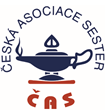 ČESKÁ ASOCIACE SESTER
ČAS